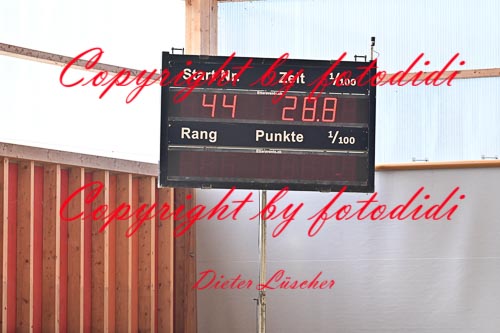 Copyright by fotodidi
Start Nr. Zeit 1/100
44 28.8
Rang Punkte 1/100
Copyright by fotodidi
Dieter Lüscher